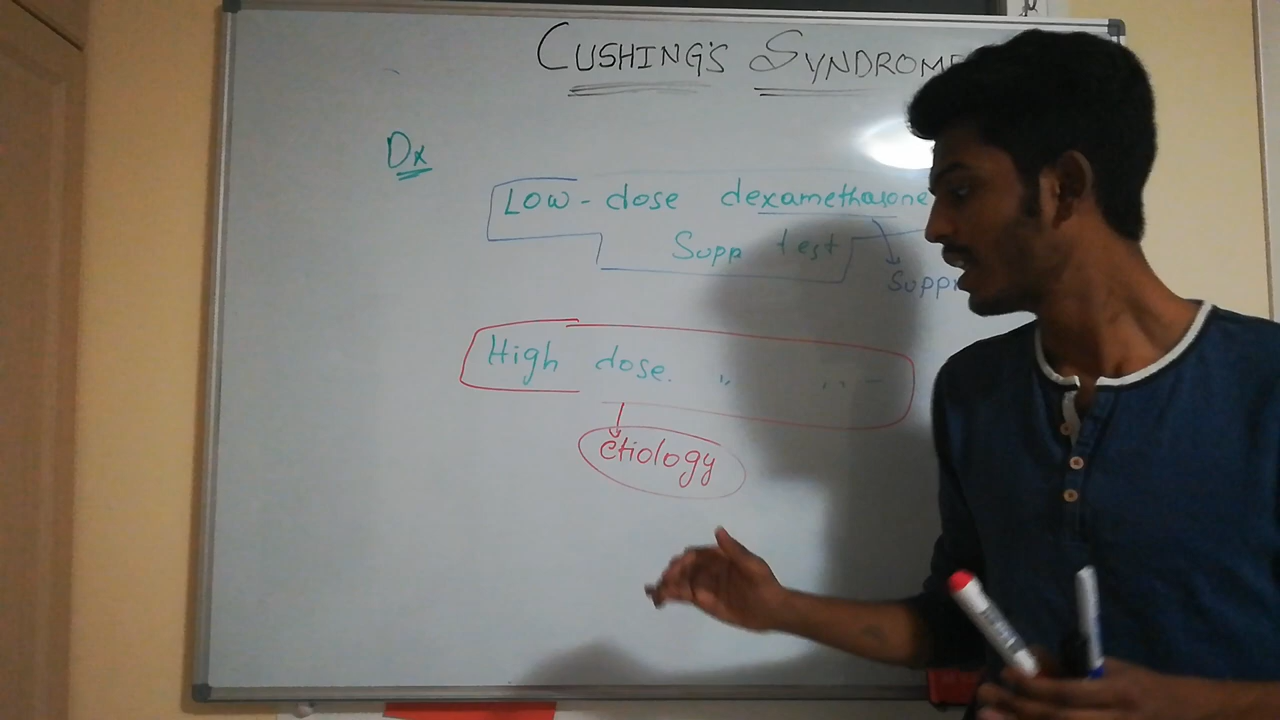 CUSHING'S SYNDROME
Dx
Low-dose dexamethasone
Supp test
Supp
High dose. " " -
etiology